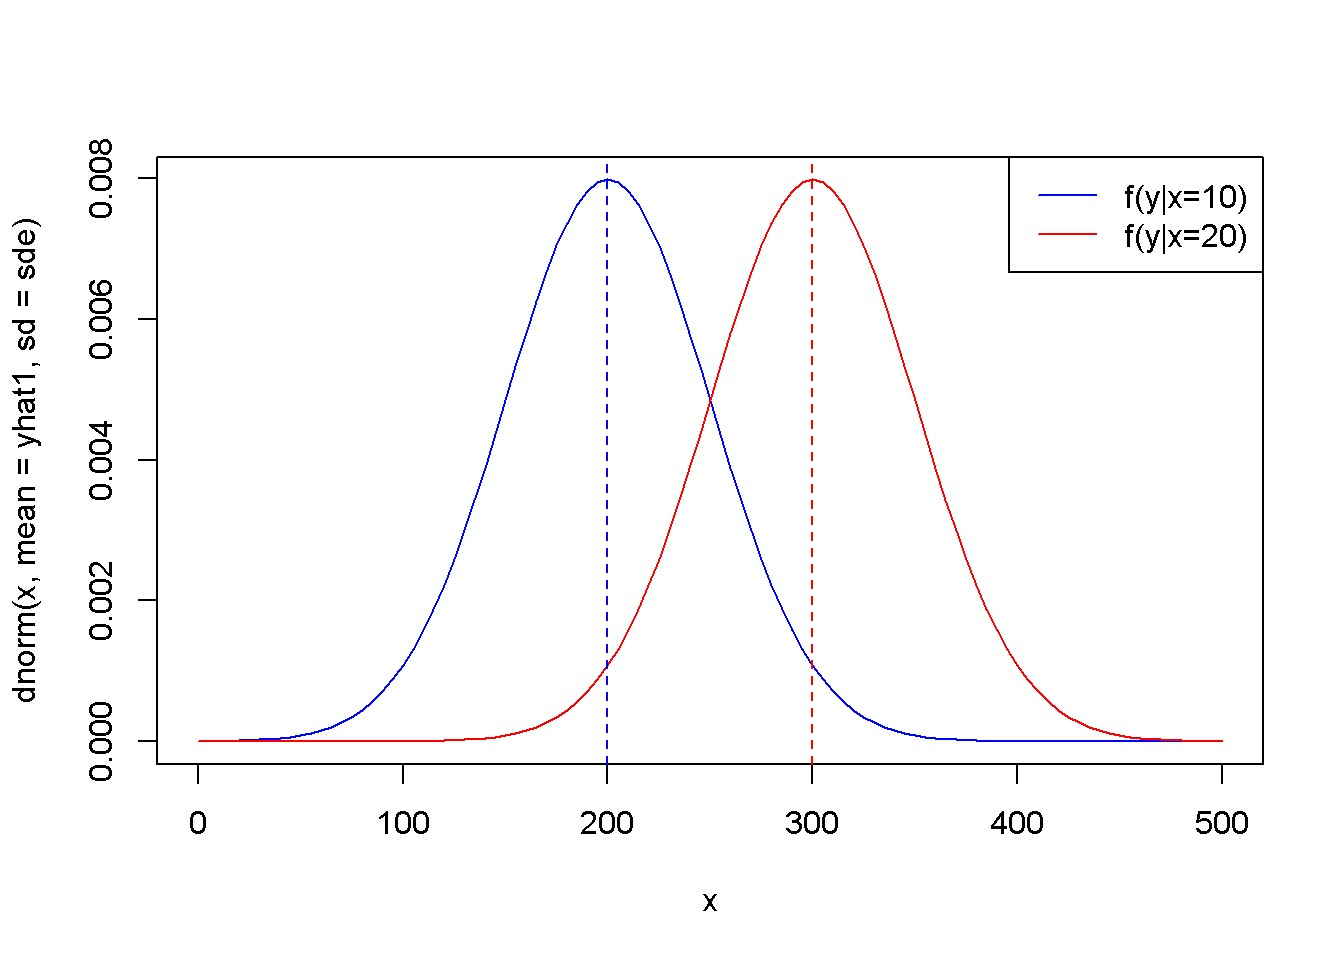 f(y|x=10)
f(y|x=20)
dnorm(x, mean = yhat1, sd = sde)
0.008
0.006
0.004
0.002
0.000
0 100 200 300 400 500
x